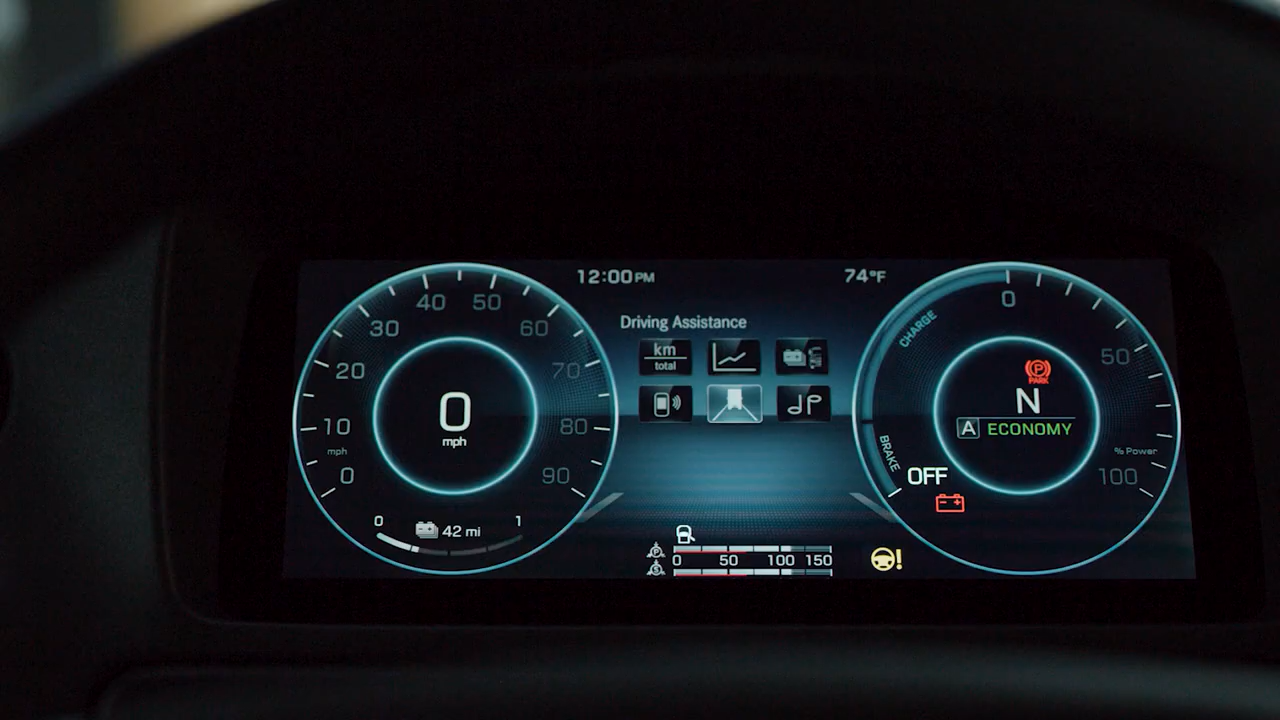 12:00PM
74°F
Driving Assistance
km
total
0
10
20
30
40
50
60
70
80
90
mph
0
mph
0
42 mi
1
P
S
0 50 100 150
CHARGE
BRAKE
0
50
100
% Power
P
PARK
N
A ECONOMY
OFF
!